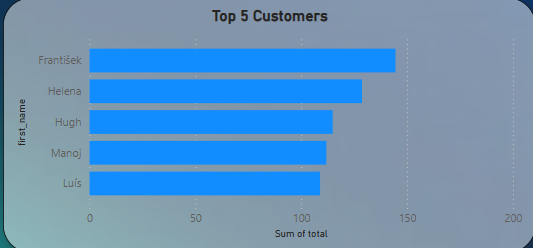 Top 5 Customers
first_name
František
Helena
Hugh
Manoj
Luís
0 50 100 150 200
Sum of total